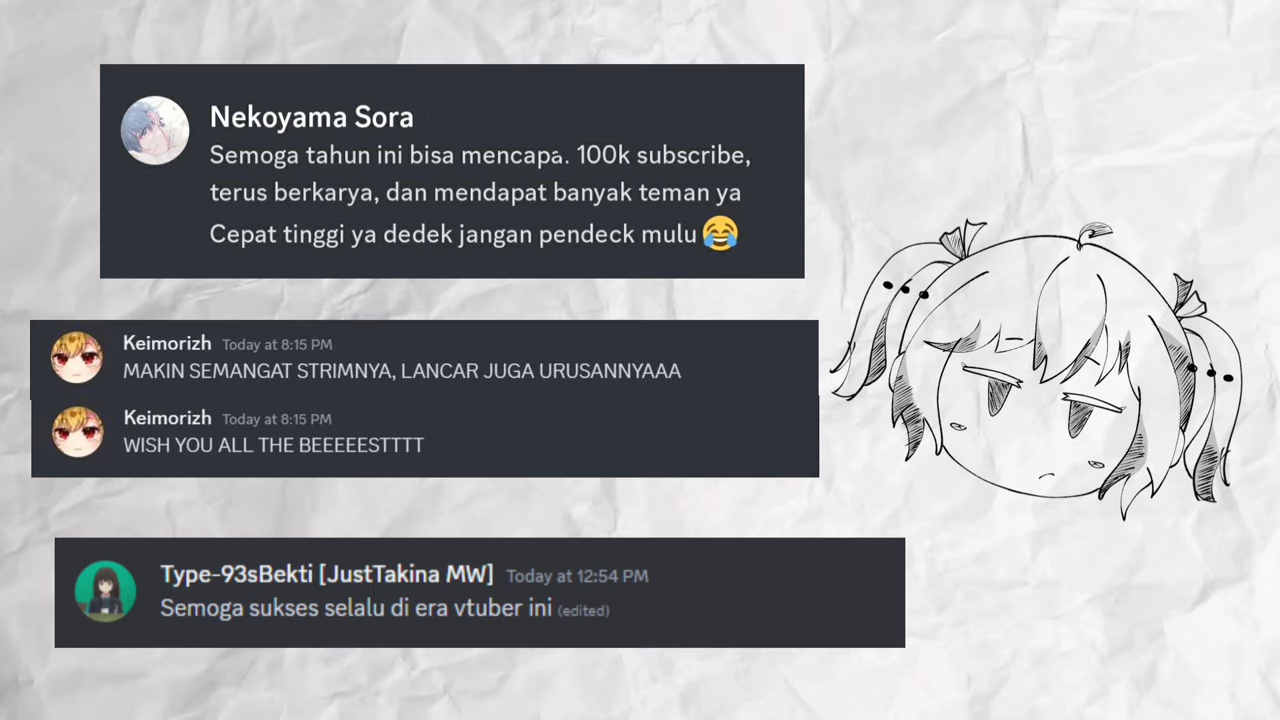 Nekoyama Sora
Semoga tahun ini bisa mencapa. 100k subscribe,
terus berkarya, dan mendapat banyak teman ya
Cepat tinggi ya dedek jangan pendeck mulu 😂
Keimorizh Today at 8:15 PM
MAKIN SEMANGAT STRIMNYA, LANCAR JUGA URUSANNYAAA
Keimorizh Today at 8:15 PM
WISH YOU ALL THE BEEEEESTTTT
Type-93sBekti [JustTakina MW] Today at 12:54 PM
Semoga sukses selalu di era vtuber ini (edited)